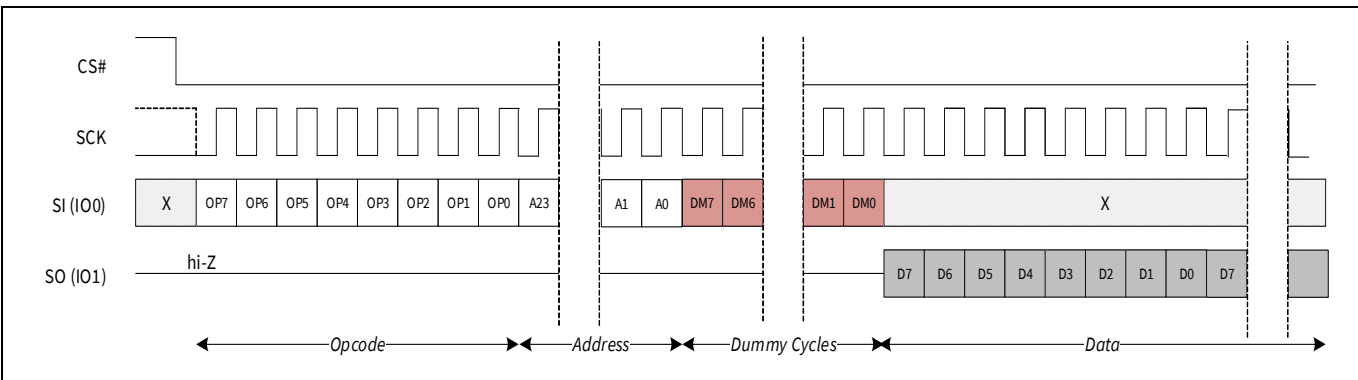 CS#
SCK
SI (IO0) X OP7 OP6 OP5 OP4 OP3 OP2 OP1 OP0 A23 A1 A0 DM7 DM6 DM1 DM0 X
hi-Z
SO (IO1) D7 D6 D5 D4 D3 D2 D1 D0 D7
Opcode Address Dummy Cycles Data